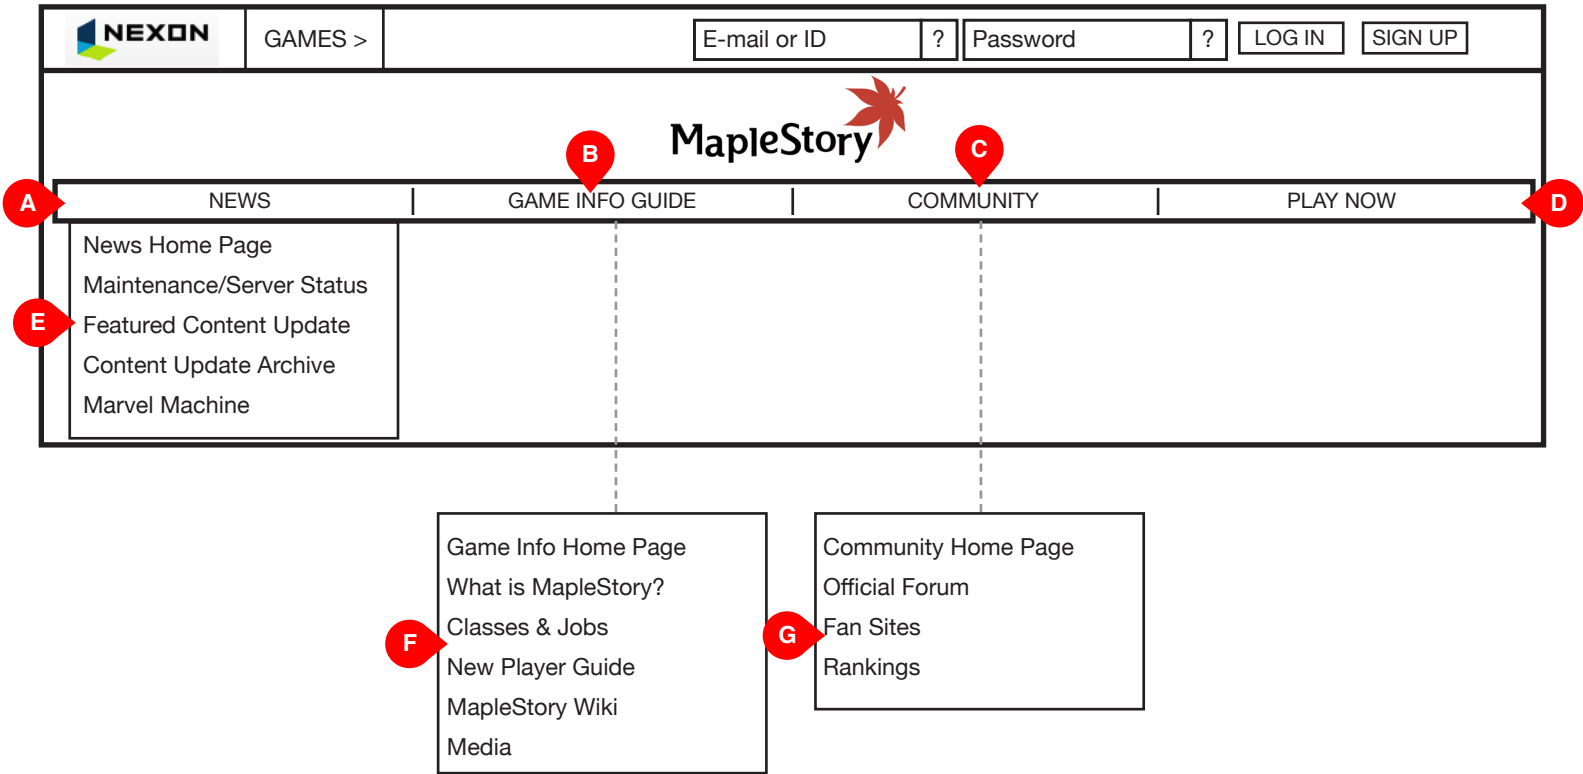 NEXON
GAMES >
E-mail or ID
?
Password
?
LOG IN
SIGN UP
MapleStory
B
C
A
NEWS
GAME INFO GUIDE
COMMUNITY
PLAY NOW
D
News Home Page
Maintenance/Server Status
E
Featured Content Update
Content Update Archive
Marvel Machine
Game Info Home Page
What is MapleStory?
F
Classes & Jobs
New Player Guide
MapleStory Wiki
Media
Community Home Page
Official Forum
G
Fan Sites
Rankings